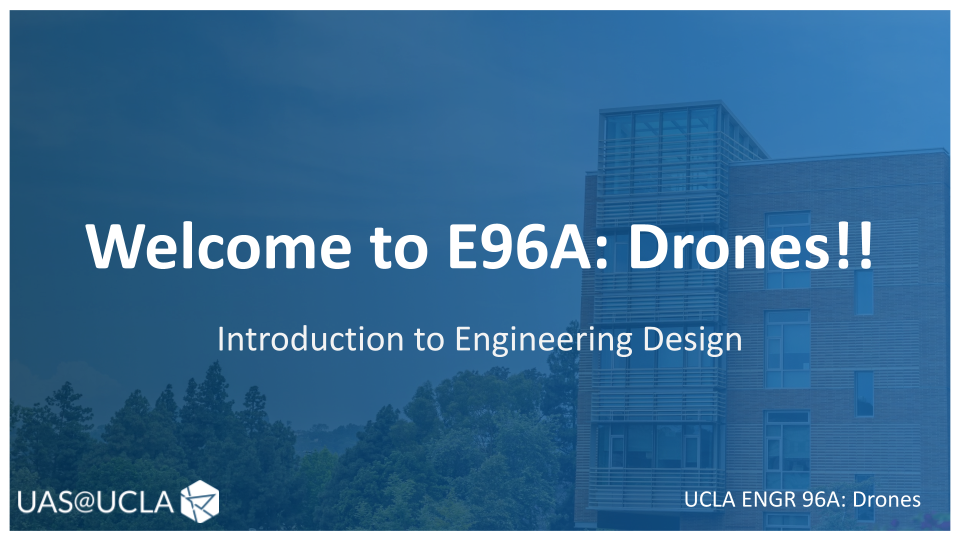 Welcome to E96A: Drones!!
Introduction to Engineering Design
UAS@UCLA
UCLA ENGR 96A: Drones